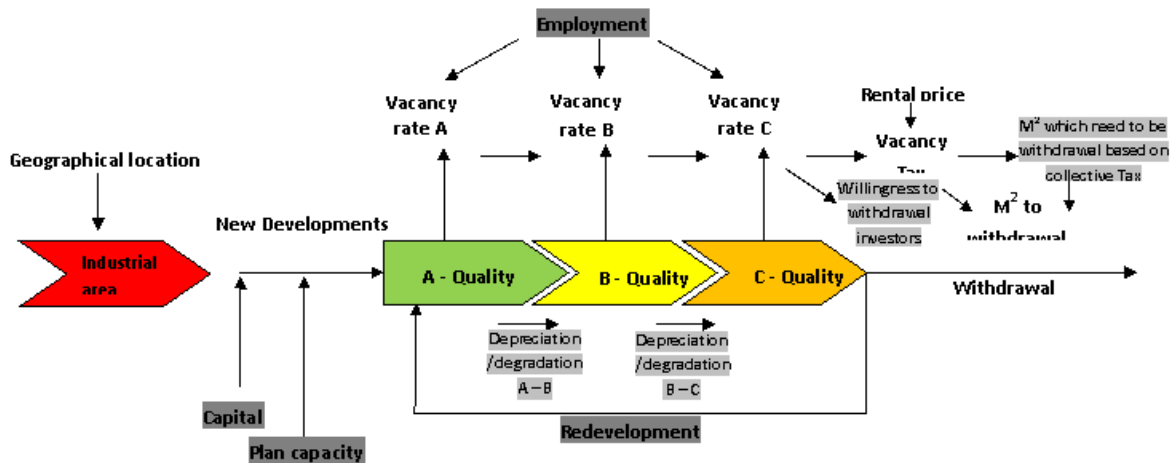 Employment
Vacancy
rate A
Vacancy
rate B
Vacancy
rate C
Rental price
Vacancy
Tax
M² which need to be
withdrawal based on
collective Tax
Geographical location
Willingness to
withdrawal
investors
M² to
withdrawal
New Developments
Industrial
area
A - Quality
B - Quality
C - Quality
Withdrawal
Depreciation
/degradation
A – B
Depreciation
/degradation
B – C
Capital
Plan capacity
Redevelopment